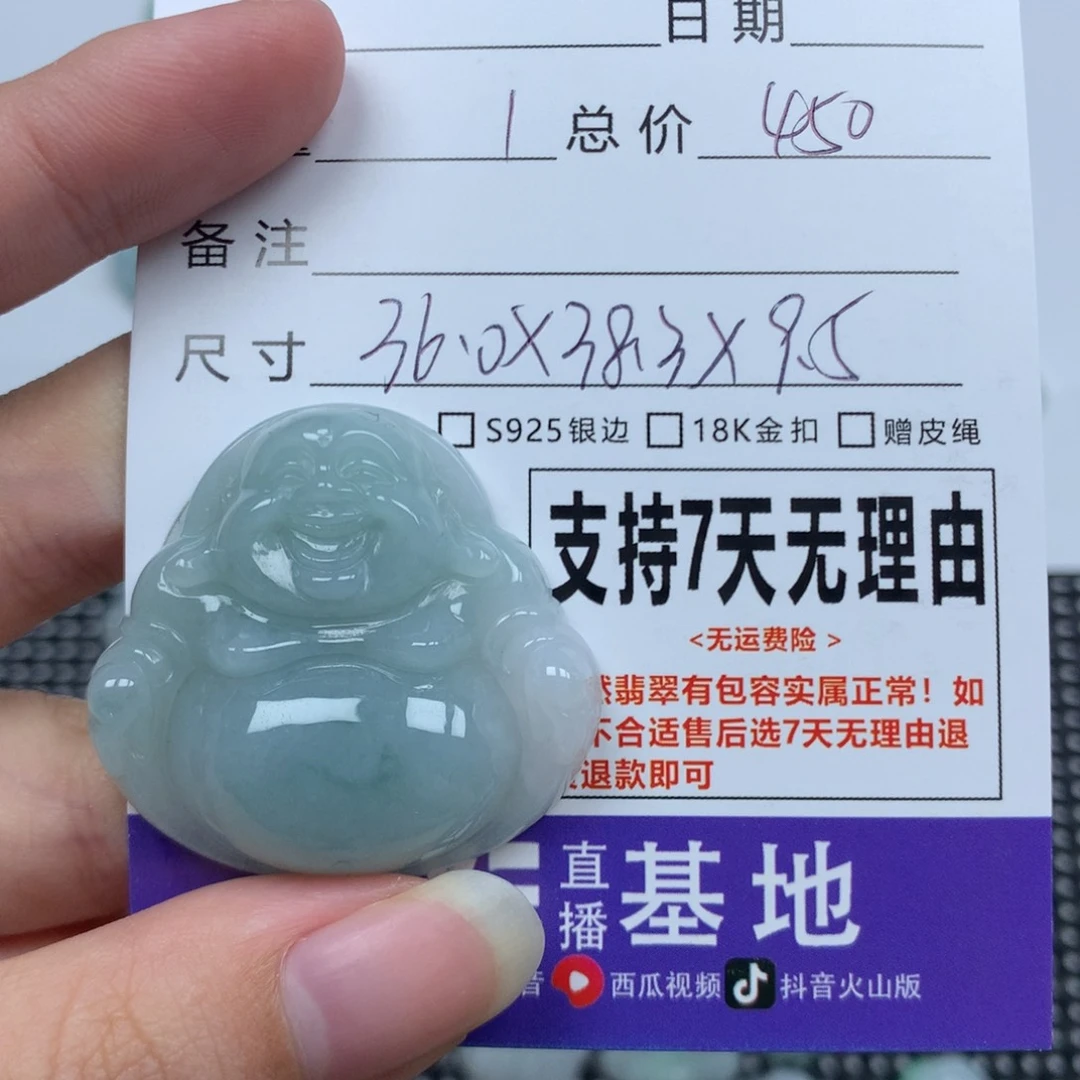 日期
1 总价 450
备注
尺寸 36.0X38.3X9.5
S925银边 18K金扣 赠皮绳
支持7天无理由
<无运费险>
翡翠有包容实属正常！如
不合适售后选7天无理由退
退款即可
直播基地
音 西瓜视频 抖音火山版